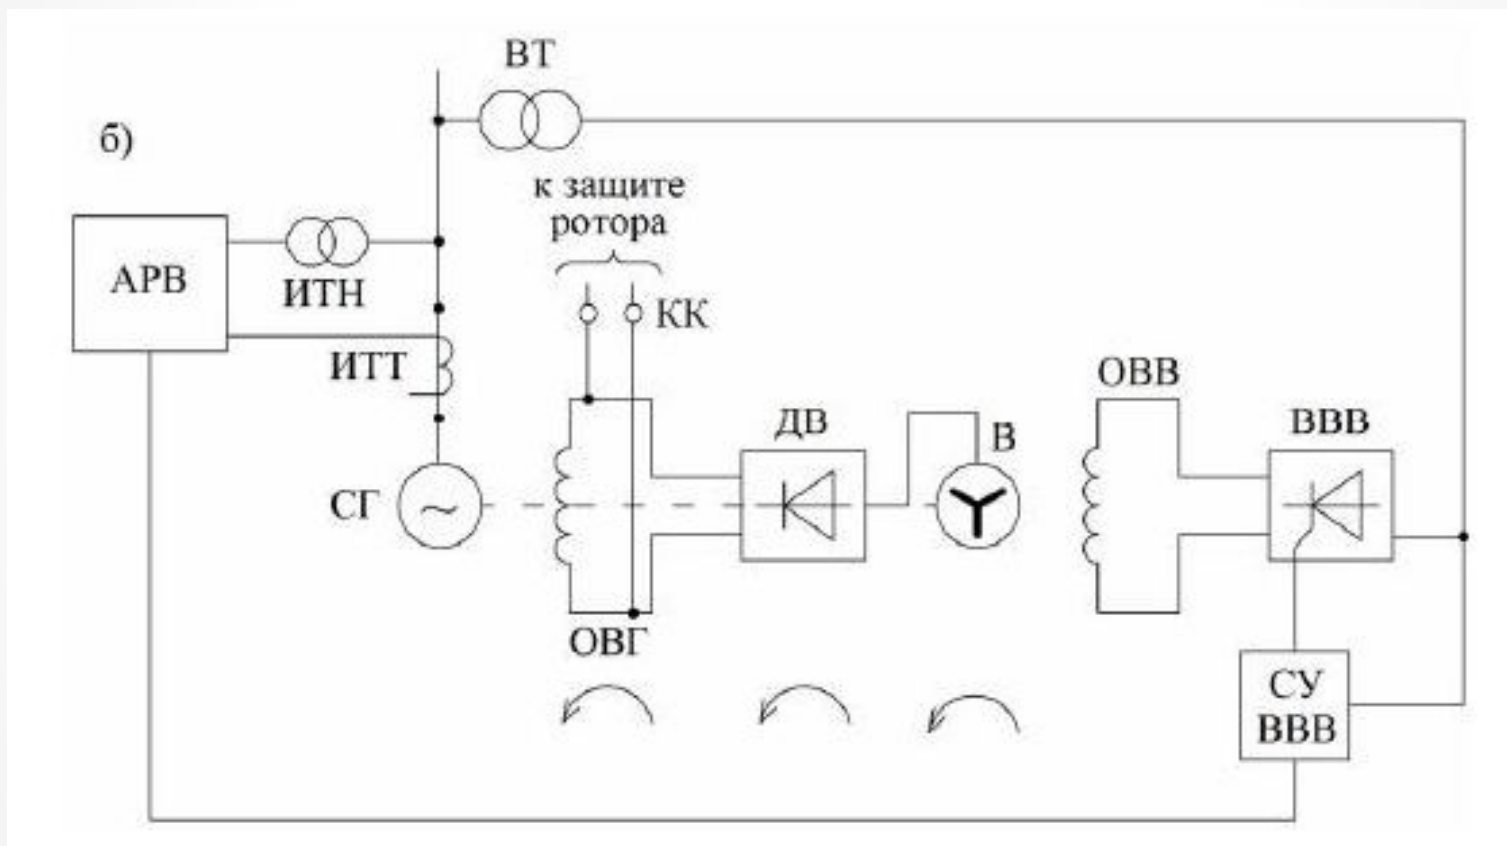 ВТ
б)
к защите
ротора
АРВ
ИТН
КК
ИТТ
ОВВ
ДВ
В
ВВВ
СГ
~
ОВГ
СУ
ВВВ